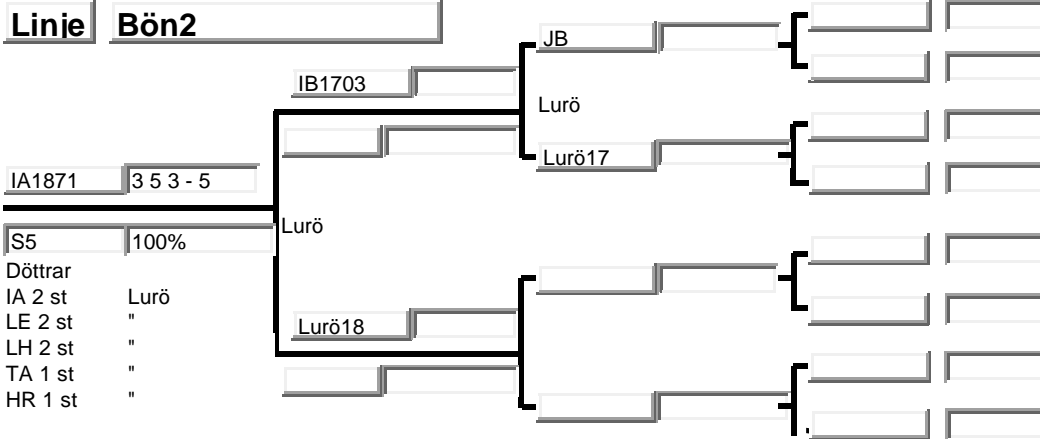 Linje Bön2
JB
IB1703
Lurö
Lurö17
IA1871 3 5 3 - 5
Lurö
S5 100%
Döttrar
IA 2 st Lurö
LE 2 st "
Lurö18
LH 2 st "
TA 1 st "
HR 1 st "